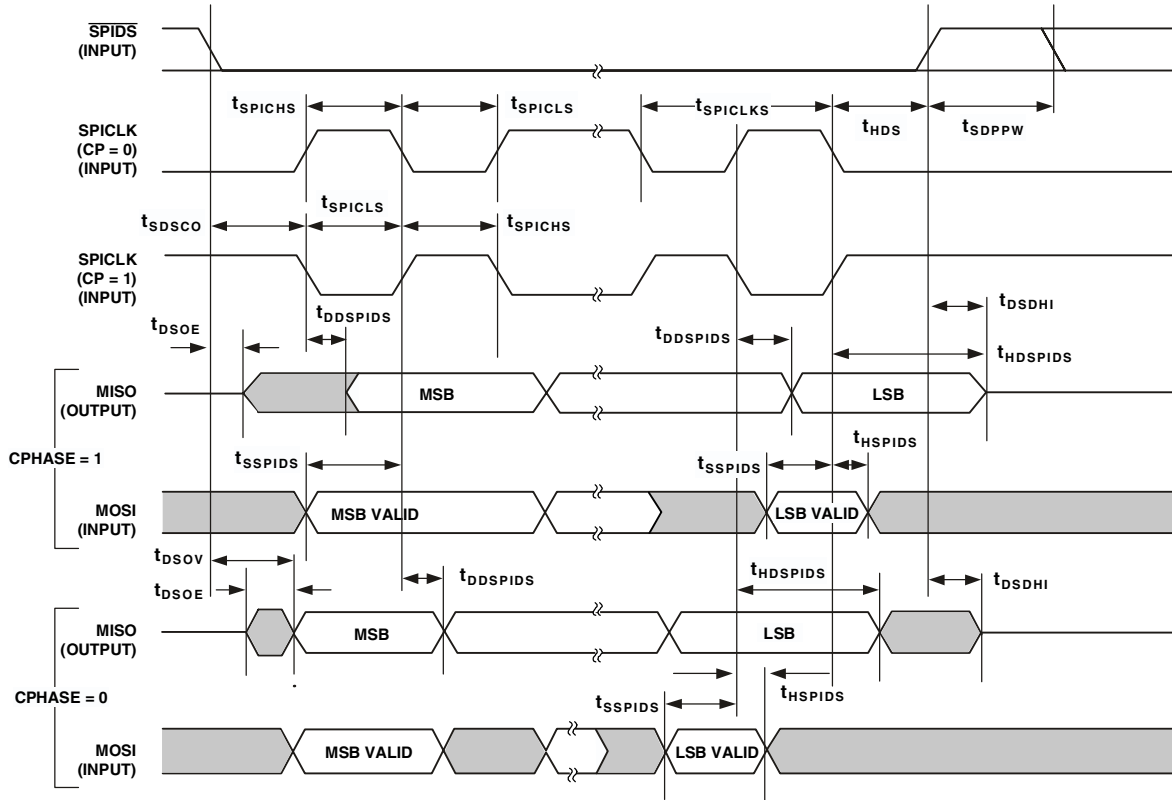 SPIDS
(INPUT)
tSPICHS
tSPICLS
tSPICLKS
tHDS
tSDPPW
SPICLK
(CP = 0)
(INPUT)
tSDSCO
tSPICLS
tSPICHS
SPICLK
(CP = 1)
(INPUT)
tDSOE
tDDSPIDS
tDDSPIDS
tDSDHI
tHDSPIDS
MISO
(OUTPUT)
MSB
LSB
CPHASE = 1
tSSPIDS
tSSPIDS
tHSPIDS
MOSI
(INPUT)
MSB VALID
LSB VALID
tDSOV
tDSOE
tDDSPIDS
tHDSPIDS
tDSDHI
MISO
(OUTPUT)
MSB
LSB
CPHASE = 0
tSSPIDS
tHSPIDS
MOSI
(INPUT)
MSB VALID
LSB VALID